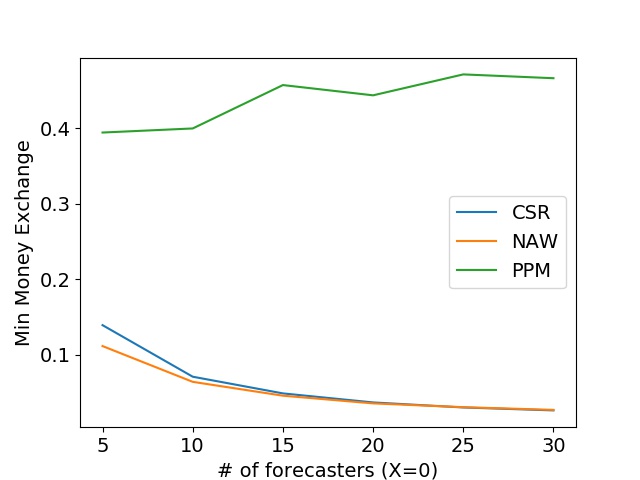 Min Money Exchange
0.4
0.3
0.2
0.1
CSR
NAW
PPM
5 10 15 20 25 30
# of forecasters (X=0)